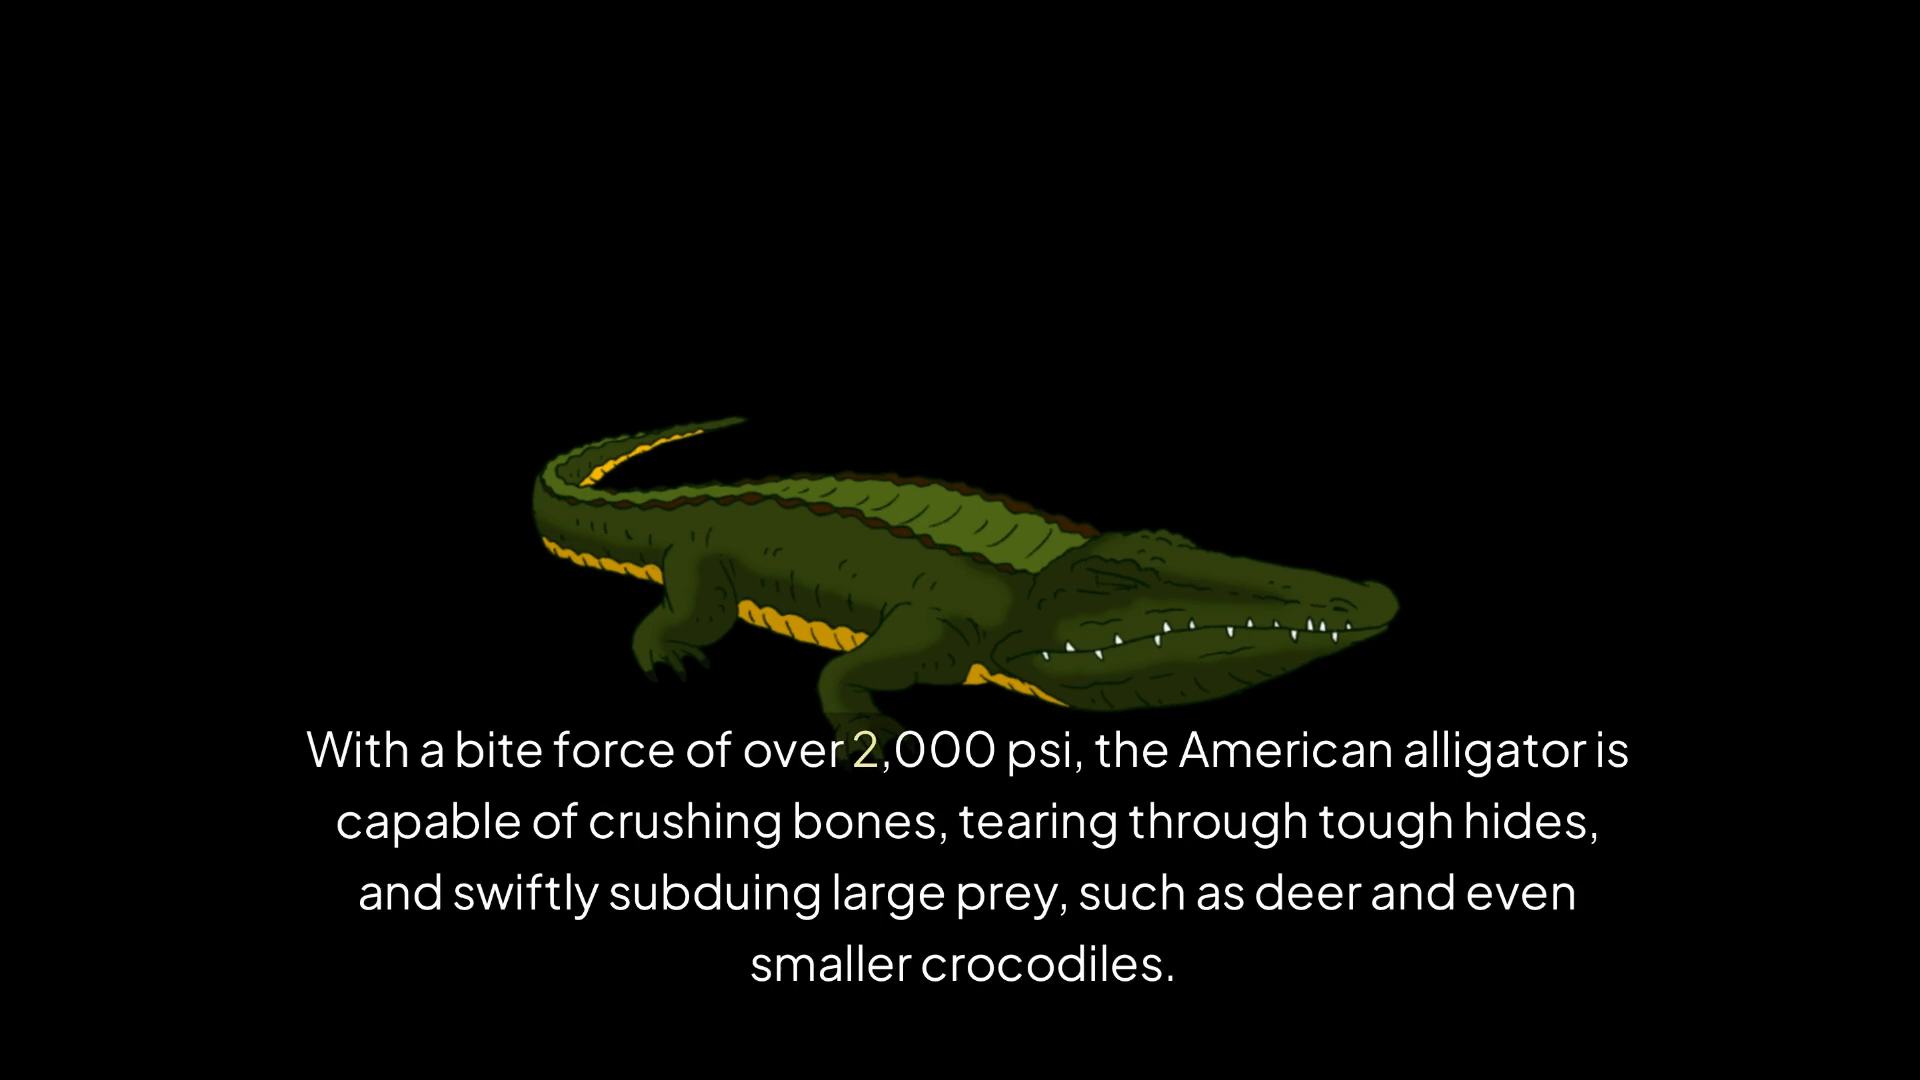 With a bite force of over 2,000 psi, the American alligator is
capable of crushing bones, tearing through tough hides,
and swiftly subduing large prey, such as deer and even
smaller crocodiles.